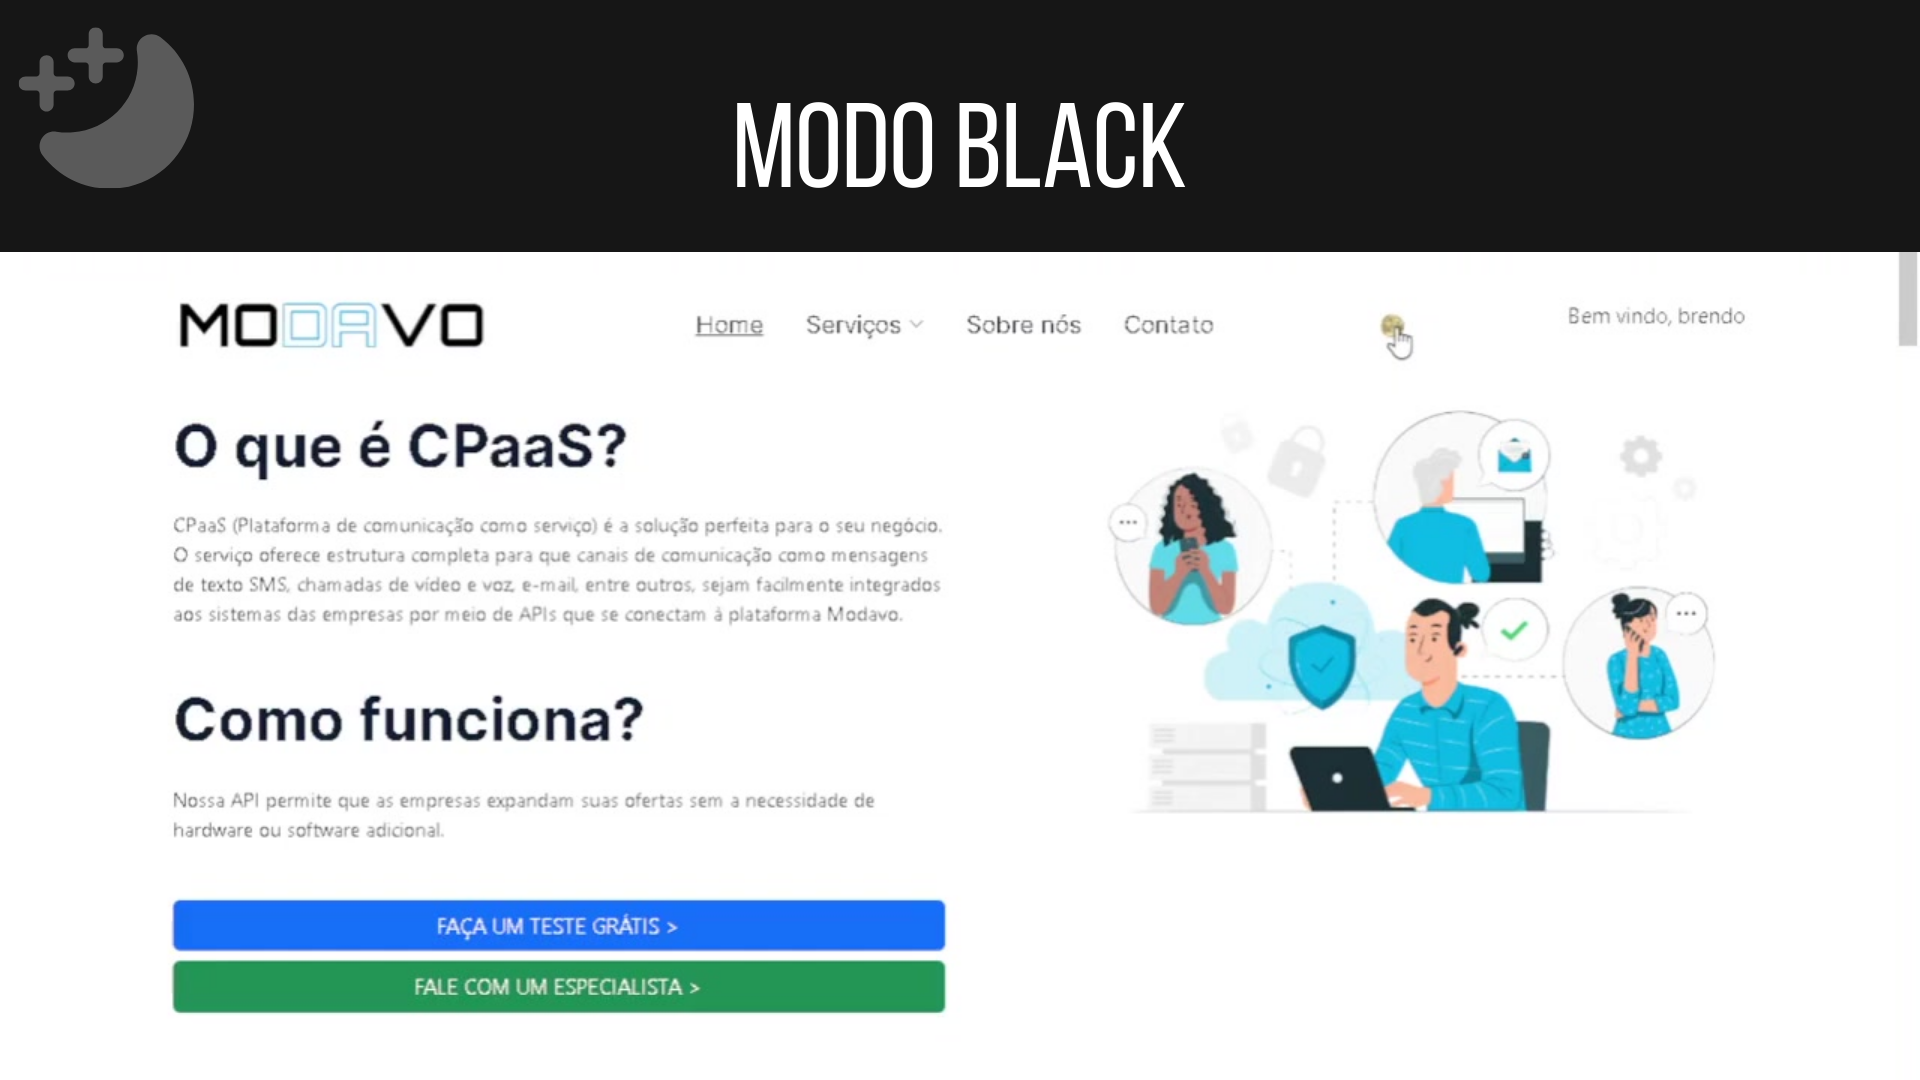 MODO BLACK
MODAVO
Home Serviços Sobre nós Contato
Bem vindo, brendo
O que é CPaaS?
CPaaS (Plataforma de comunicação como serviço) é a solução perfeita para o seu negócio.
O serviço oferece estrutura completa para que canais de comunicação como mensagens
de texto SMS, chamadas de vídeo e voz, e-mail, entre outros, sejam facilmente integrados
aos sistemas das empresas por meio de APIs que se conectam à plataforma Modavo.
Como funciona?
Nossa API permite que as empresas expandam suas ofertas sem a necessidade de
hardware ou software adicional.
FAÇA UM TESTE GRÁTIS >
FALE COM UM ESPECIALISTA >